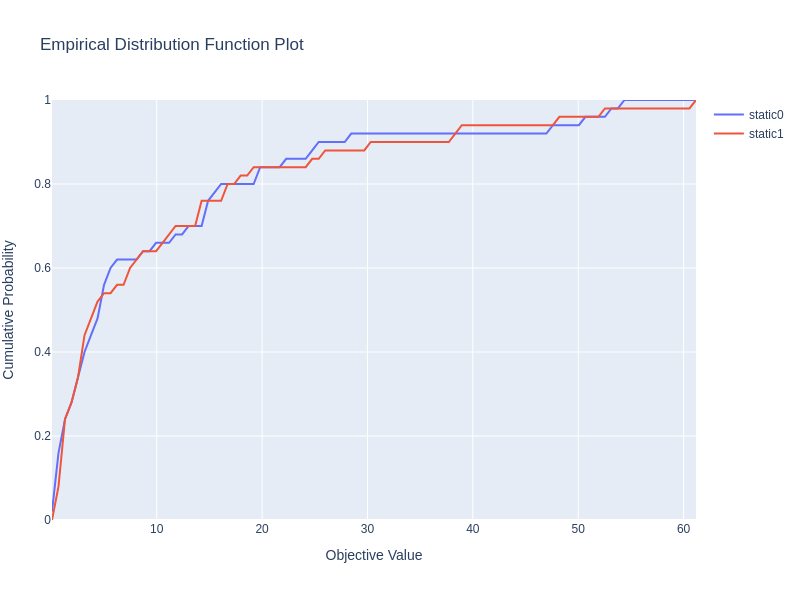 Empirical Distribution Function Plot
1
0.8
0.6
0.4
0.2
0
Cumulative Probability
10 20 30 40 50 60
Objective Value
static0
static1